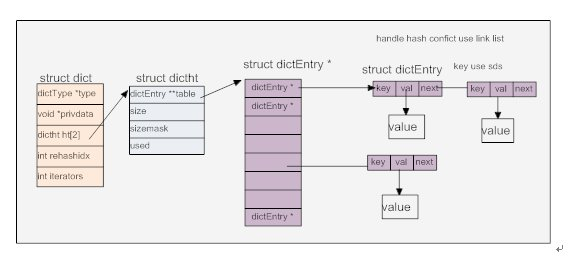 handle hash confict use link list
struct dictEntry *
struct dict
struct dictht
struct dictEntry
key use sds
dictType *type
void *privdata
dictht ht[2]
int rehashidx
int iterators
dictEntry **table
size
sizemask
used
dictEntry *
dictEntry *
dictEntry *
key val next
key val next
value
value
key val next
value